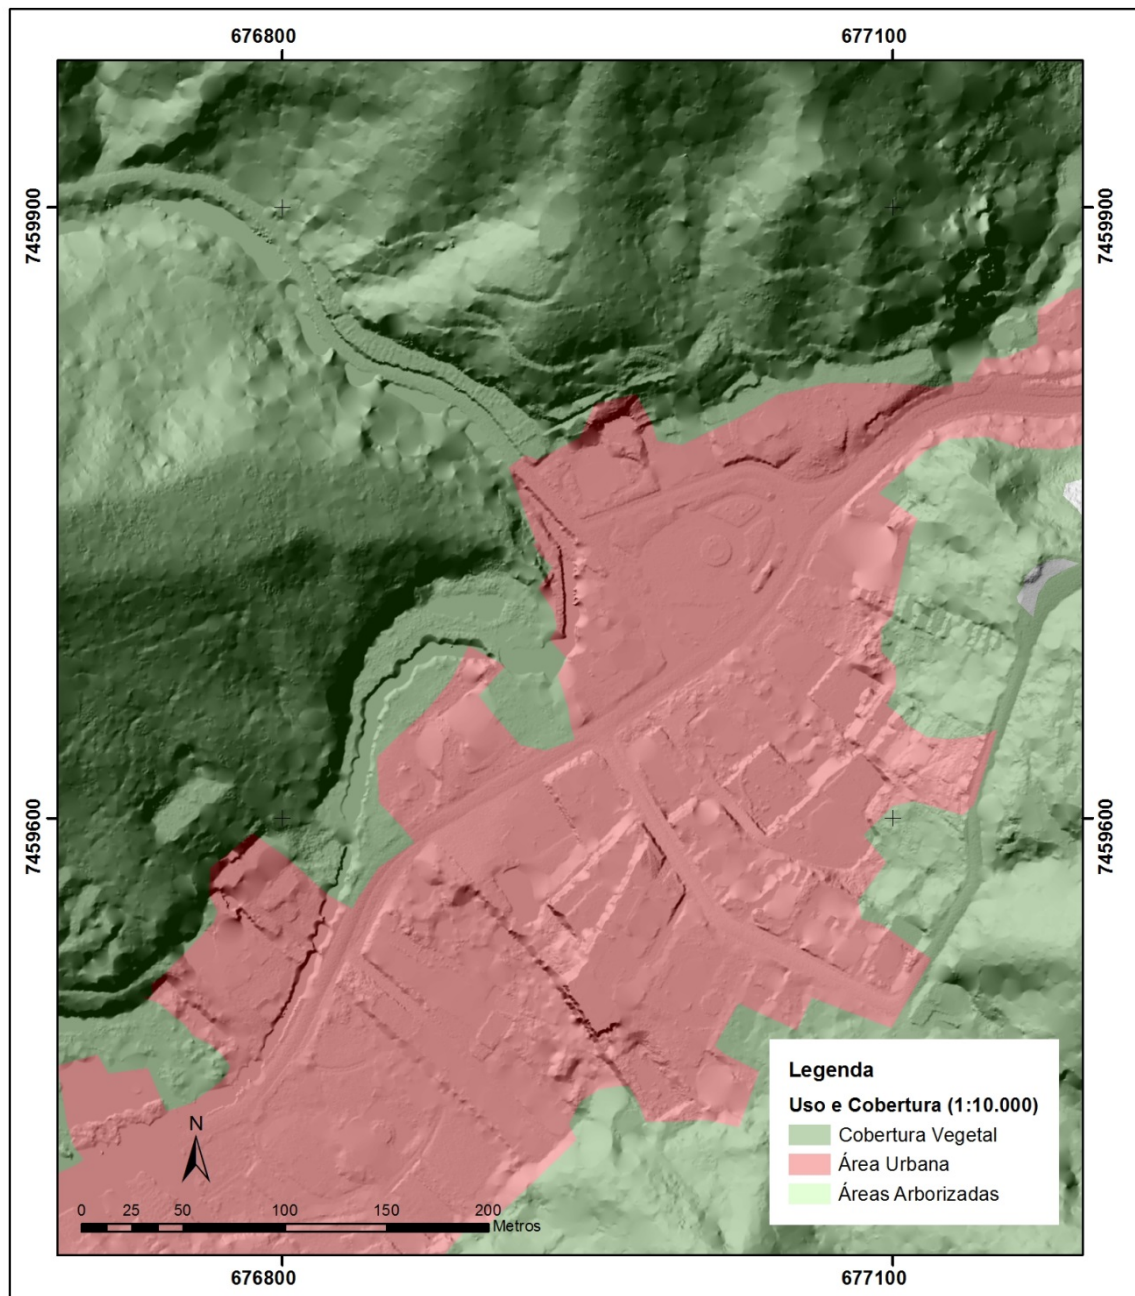 676800 677100
7459900 7459900
7459600 7459600
N
0 25 50 100 150 200
Metros
Legenda
Uso e Cobertura (1:10.000)
Cobertura Vegetal
Área Urbana
Áreas Arborizadas
676800 677100